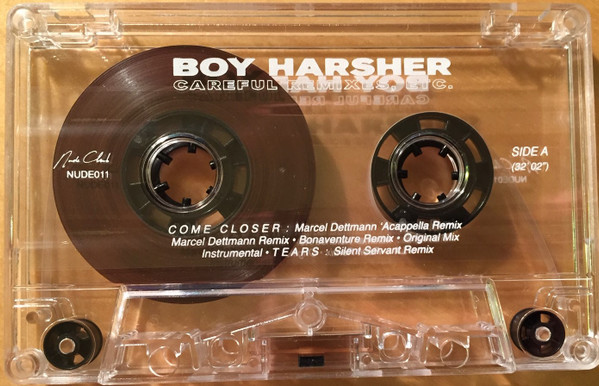 BOY HARSHER
CAREFUL REMIXES, ETC.
Nude Club
NUDE011
SIDE A
(32'02")
COME CLOSER : Marcel Dettmann 'Acappella Remix
Marcel Dettmann Remix • Bonaventure Remix • Original Mix
Instrumental • TEARS : Silent Servant Remix